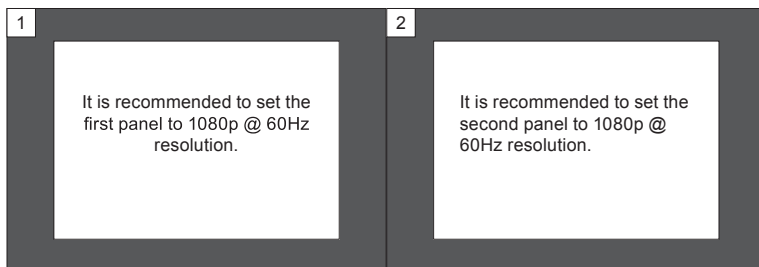 1
It is recommended to set the
first panel to 1080p @ 60Hz
resolution.
2
It is recommended to set the
second panel to 1080p @
60Hz resolution.